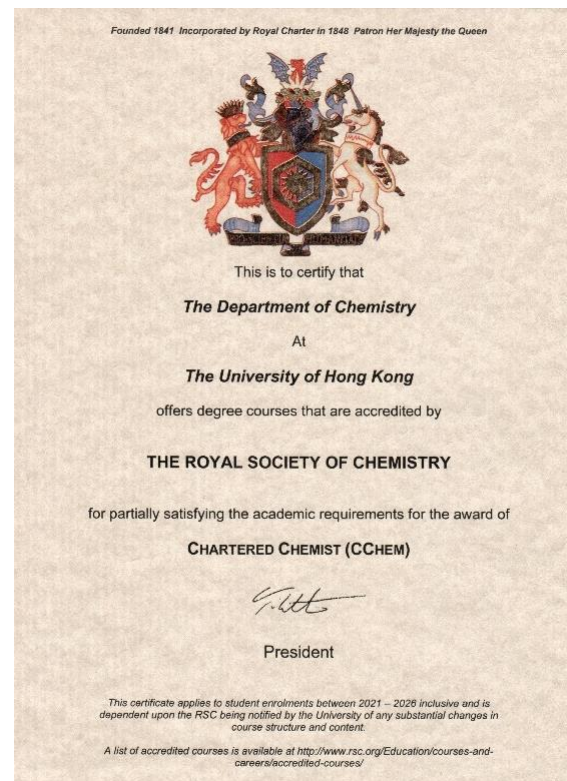 Founded 1841 Incorporated by Royal Charter in 1848 Patron Her Majesty the Queen
This is to certify that
The Department of Chemistry
At
The University of Hong Kong
offers degree courses that are accredited by
THE ROYAL SOCIETY OF CHEMISTRY
for partially satisfying the academic requirements for the award of
CHARTERED CHEMIST (CCHEM)
President
This certificate applies to student enrolments between 2021 – 2026 inclusive and is
dependent upon the RSC being notified by the University of any substantial changes in
course structure and content.
A list of accredited courses is available at http://www.rsc.org/Education/courses-and-
careers/accredited-courses/